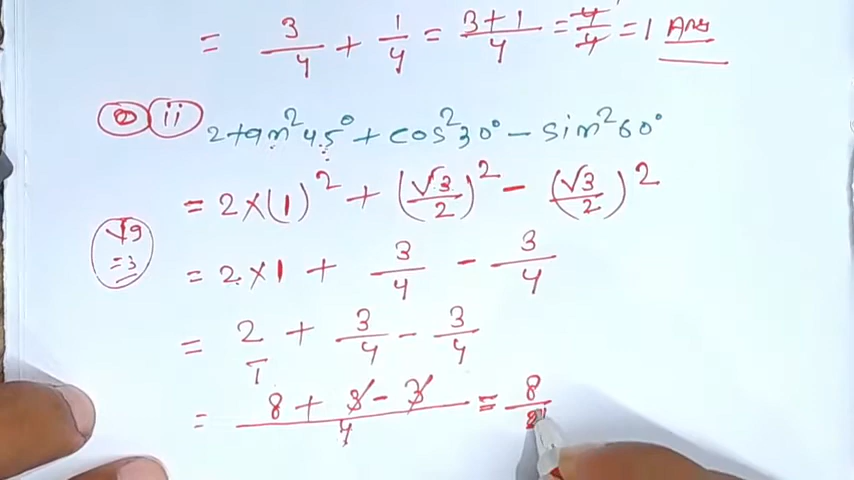 = 3/4 + 1/4 = 3+1/4 = 4/4 = 1 Ans
② ii 2tan²45° + cos²30° - sin²60°
= 2×(1)² + (√3/2)² - (√3/2)²
√9 =3
= 2×1 + 3/4 - 3/4
= 2/1 + 3/4 - 3/4
= 8+3-3/4 = 8/